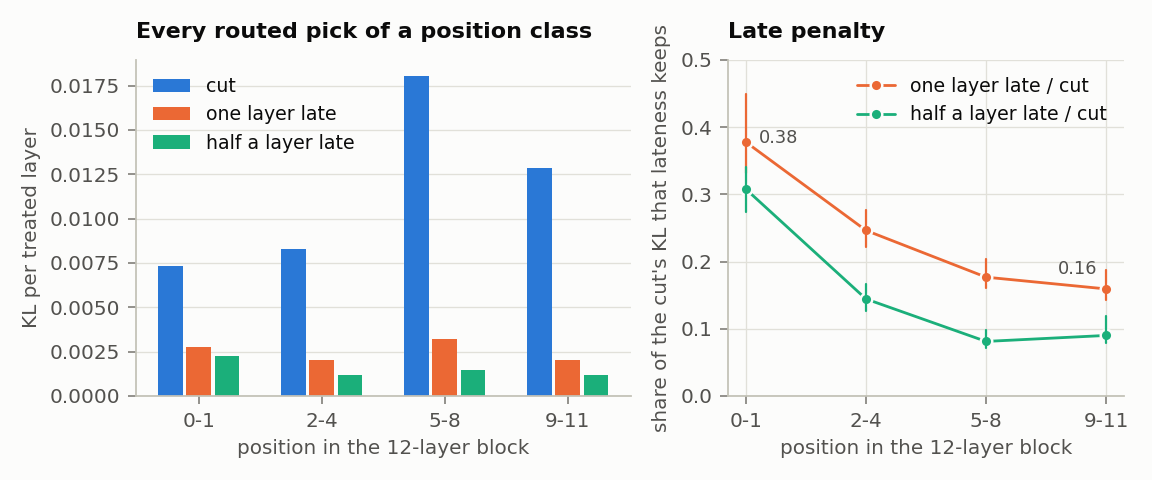 Every routed pick of a position class
KL per treated layer
0.0175
0.0150
0.0125
0.0100
0.0075
0.0050
0.0025
0.0000
cut
one layer late
half a layer late
0-1
2-4
5-8
9-11
position in the 12-layer block
Late penalty
share of the cut's KL that lateness keeps
0.5
0.4
0.3
0.2
0.1
0.0
one layer late / cut
half a layer late / cut
0.38
0.16
0-1
2-4
5-8
9-11
position in the 12-layer block